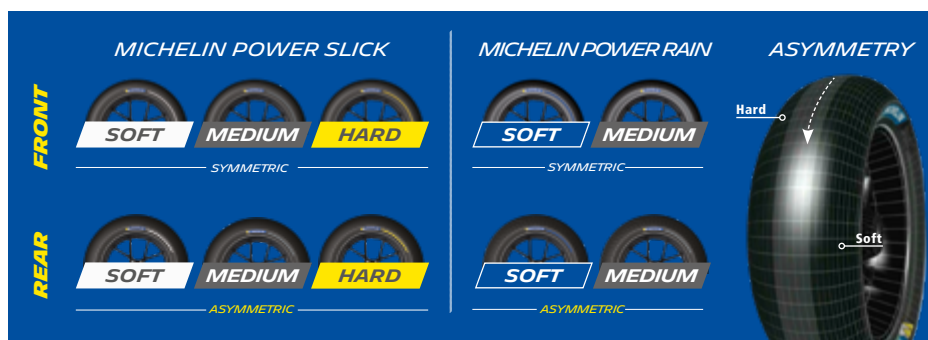 MICHELIN POWER SLICK
MICHELIN POWER RAIN
ASYMMETRY
FRONT
SOFT
MEDIUM
HARD
SYMMETRIC
SOFT
MEDIUM
SYMMETRIC
Hard
Soft
REAR
SOFT
MEDIUM
HARD
ASYMMETRIC
SOFT
MEDIUM
ASYMMETRIC